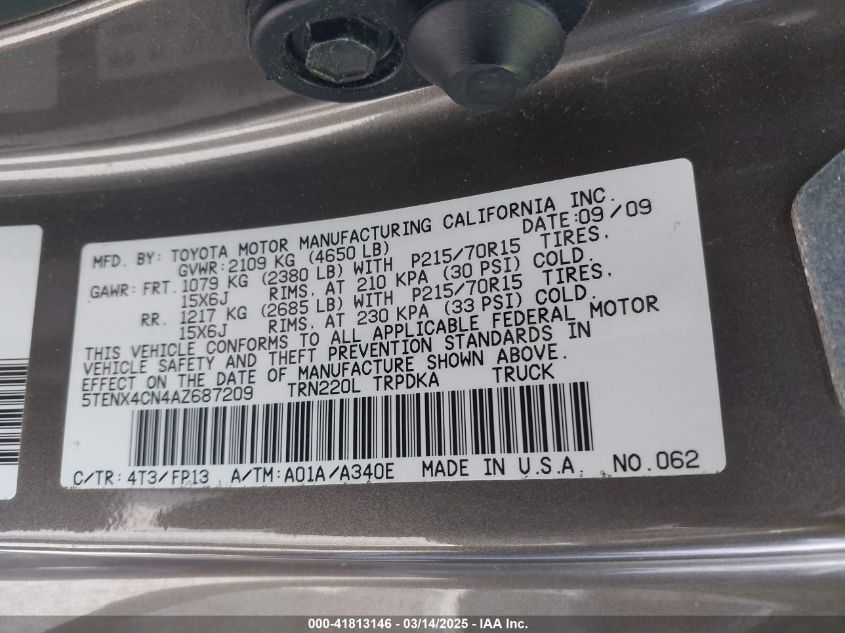 MFD. BY: TOYOTA MOTOR MANUFACTURING CALIFORNIA INC.
GVWR: 2109 KG (4650 LB) DATE: 09/09
GAWR: FRT. 1079 KG (2380 LB) WITH P215/70R15 TIRES,
15X6J RIMS, AT 210 KPA (30 PSI) COLD.
RR. 1217 KG (2685 LB) WITH P215/70R15 TIRES,
15X6J RIMS, AT 230 KPA (33 PSI) COLD.
THIS VEHICLE CONFORMS TO ALL APPLICABLE FEDERAL MOTOR
VEHICLE SAFETY AND THEFT PREVENTION STANDARDS IN
EFFECT ON THE DATE OF MANUFACTURE SHOWN ABOVE.
5TENX4CN4AZ687209 TRN220L TRPDKA TRUCK
C/TR: 4T3/FP13 A/TM: A01A/A340E MADE IN U.S.A. NO.062
000-41813146 - 03/14/2025 - IAA Inc.